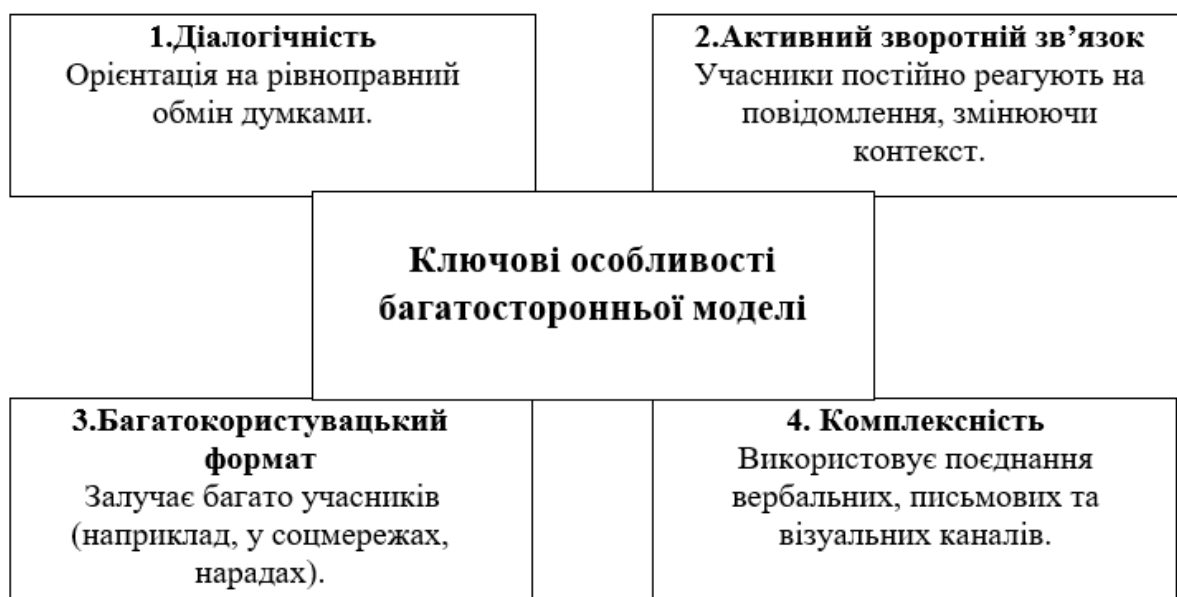 1.Діалогічність
Орієнтація на рівноправний
обмін думками.
2.Активний зворотній зв’язок
Учасники постійно реагують на
повідомлення, змінюючи
контекст.
Ключові особливості
багатосторонньої моделі
3.Багатокористувацький
формат
Залучає багато учасників
(наприклад, у соцмережах,
нарадах).
4. Комплексність
Використовує поєднання
вербальних, письмових та
візуальних каналів.